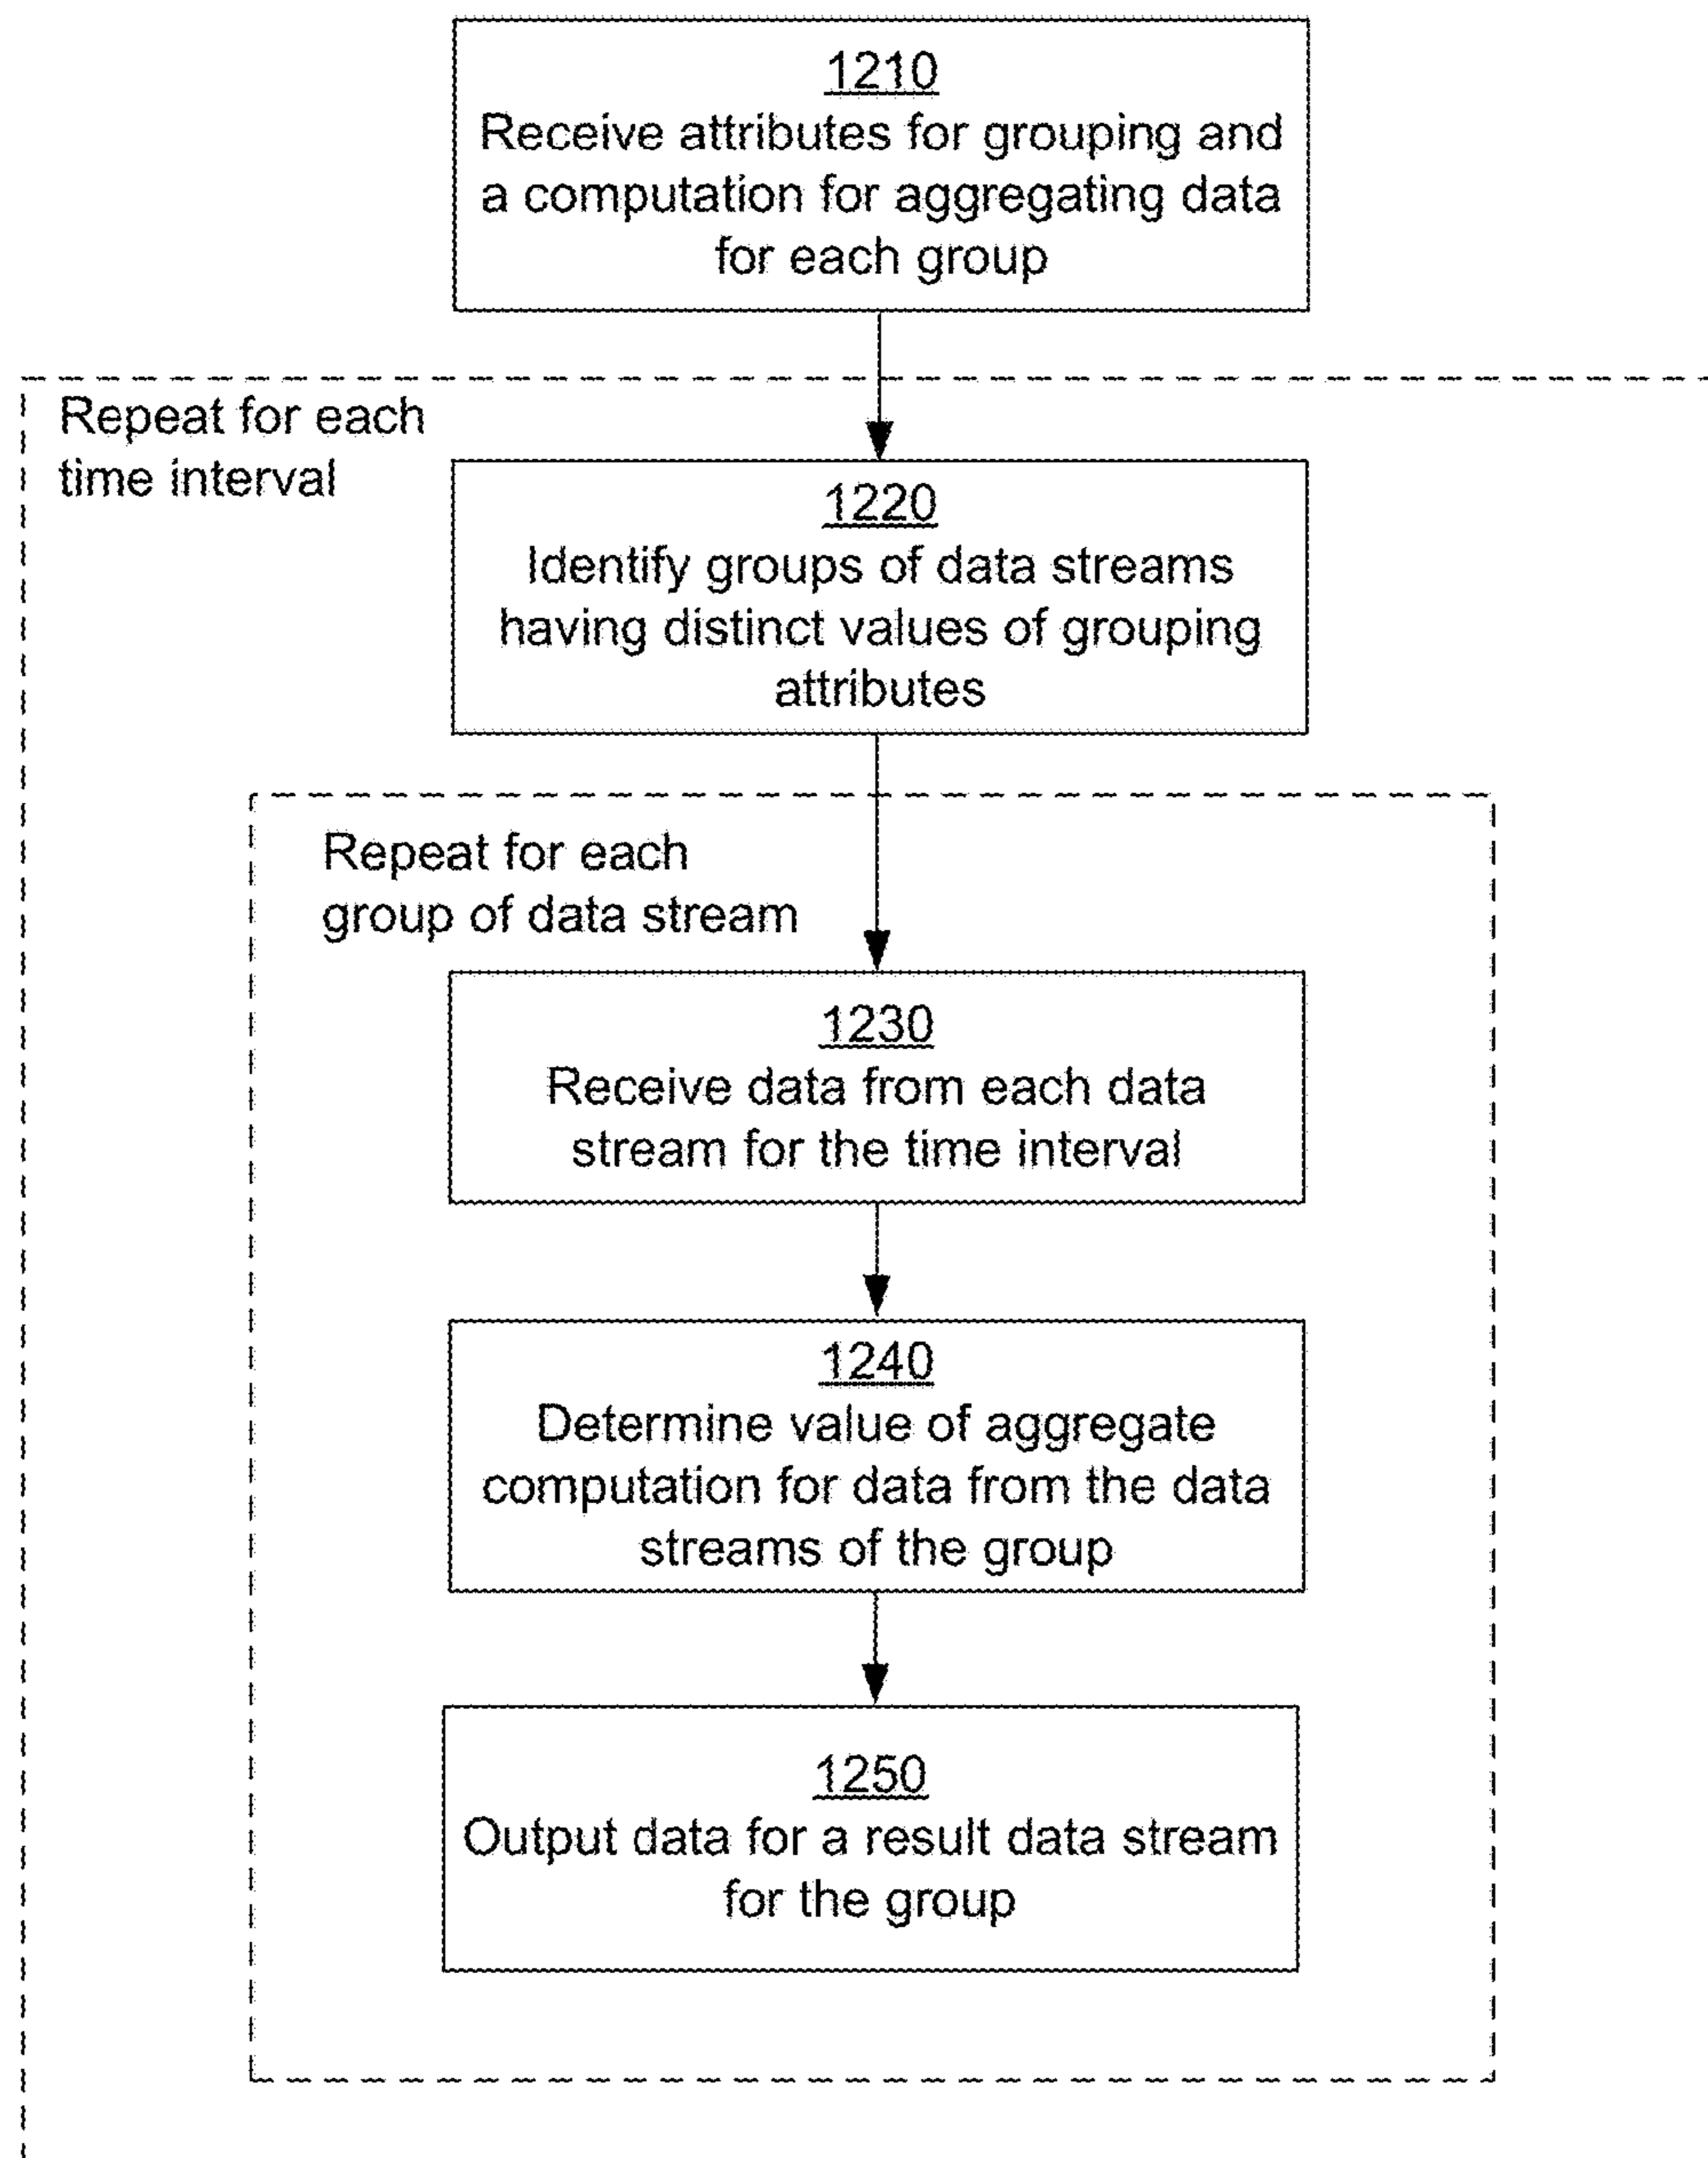 1210
Receive attributes for grouping and
a computation for aggregating data
for each group
Repeat for each
time interval
1220
Identify groups of data streams
having distinct values of grouping
attributes
Repeat for each
group of data stream
1230
Receive data from each data
stream for the time interval
1240
Determine value of aggregate
computation for data from the data
streams of the group
1250
Output data for a result data stream
for the group